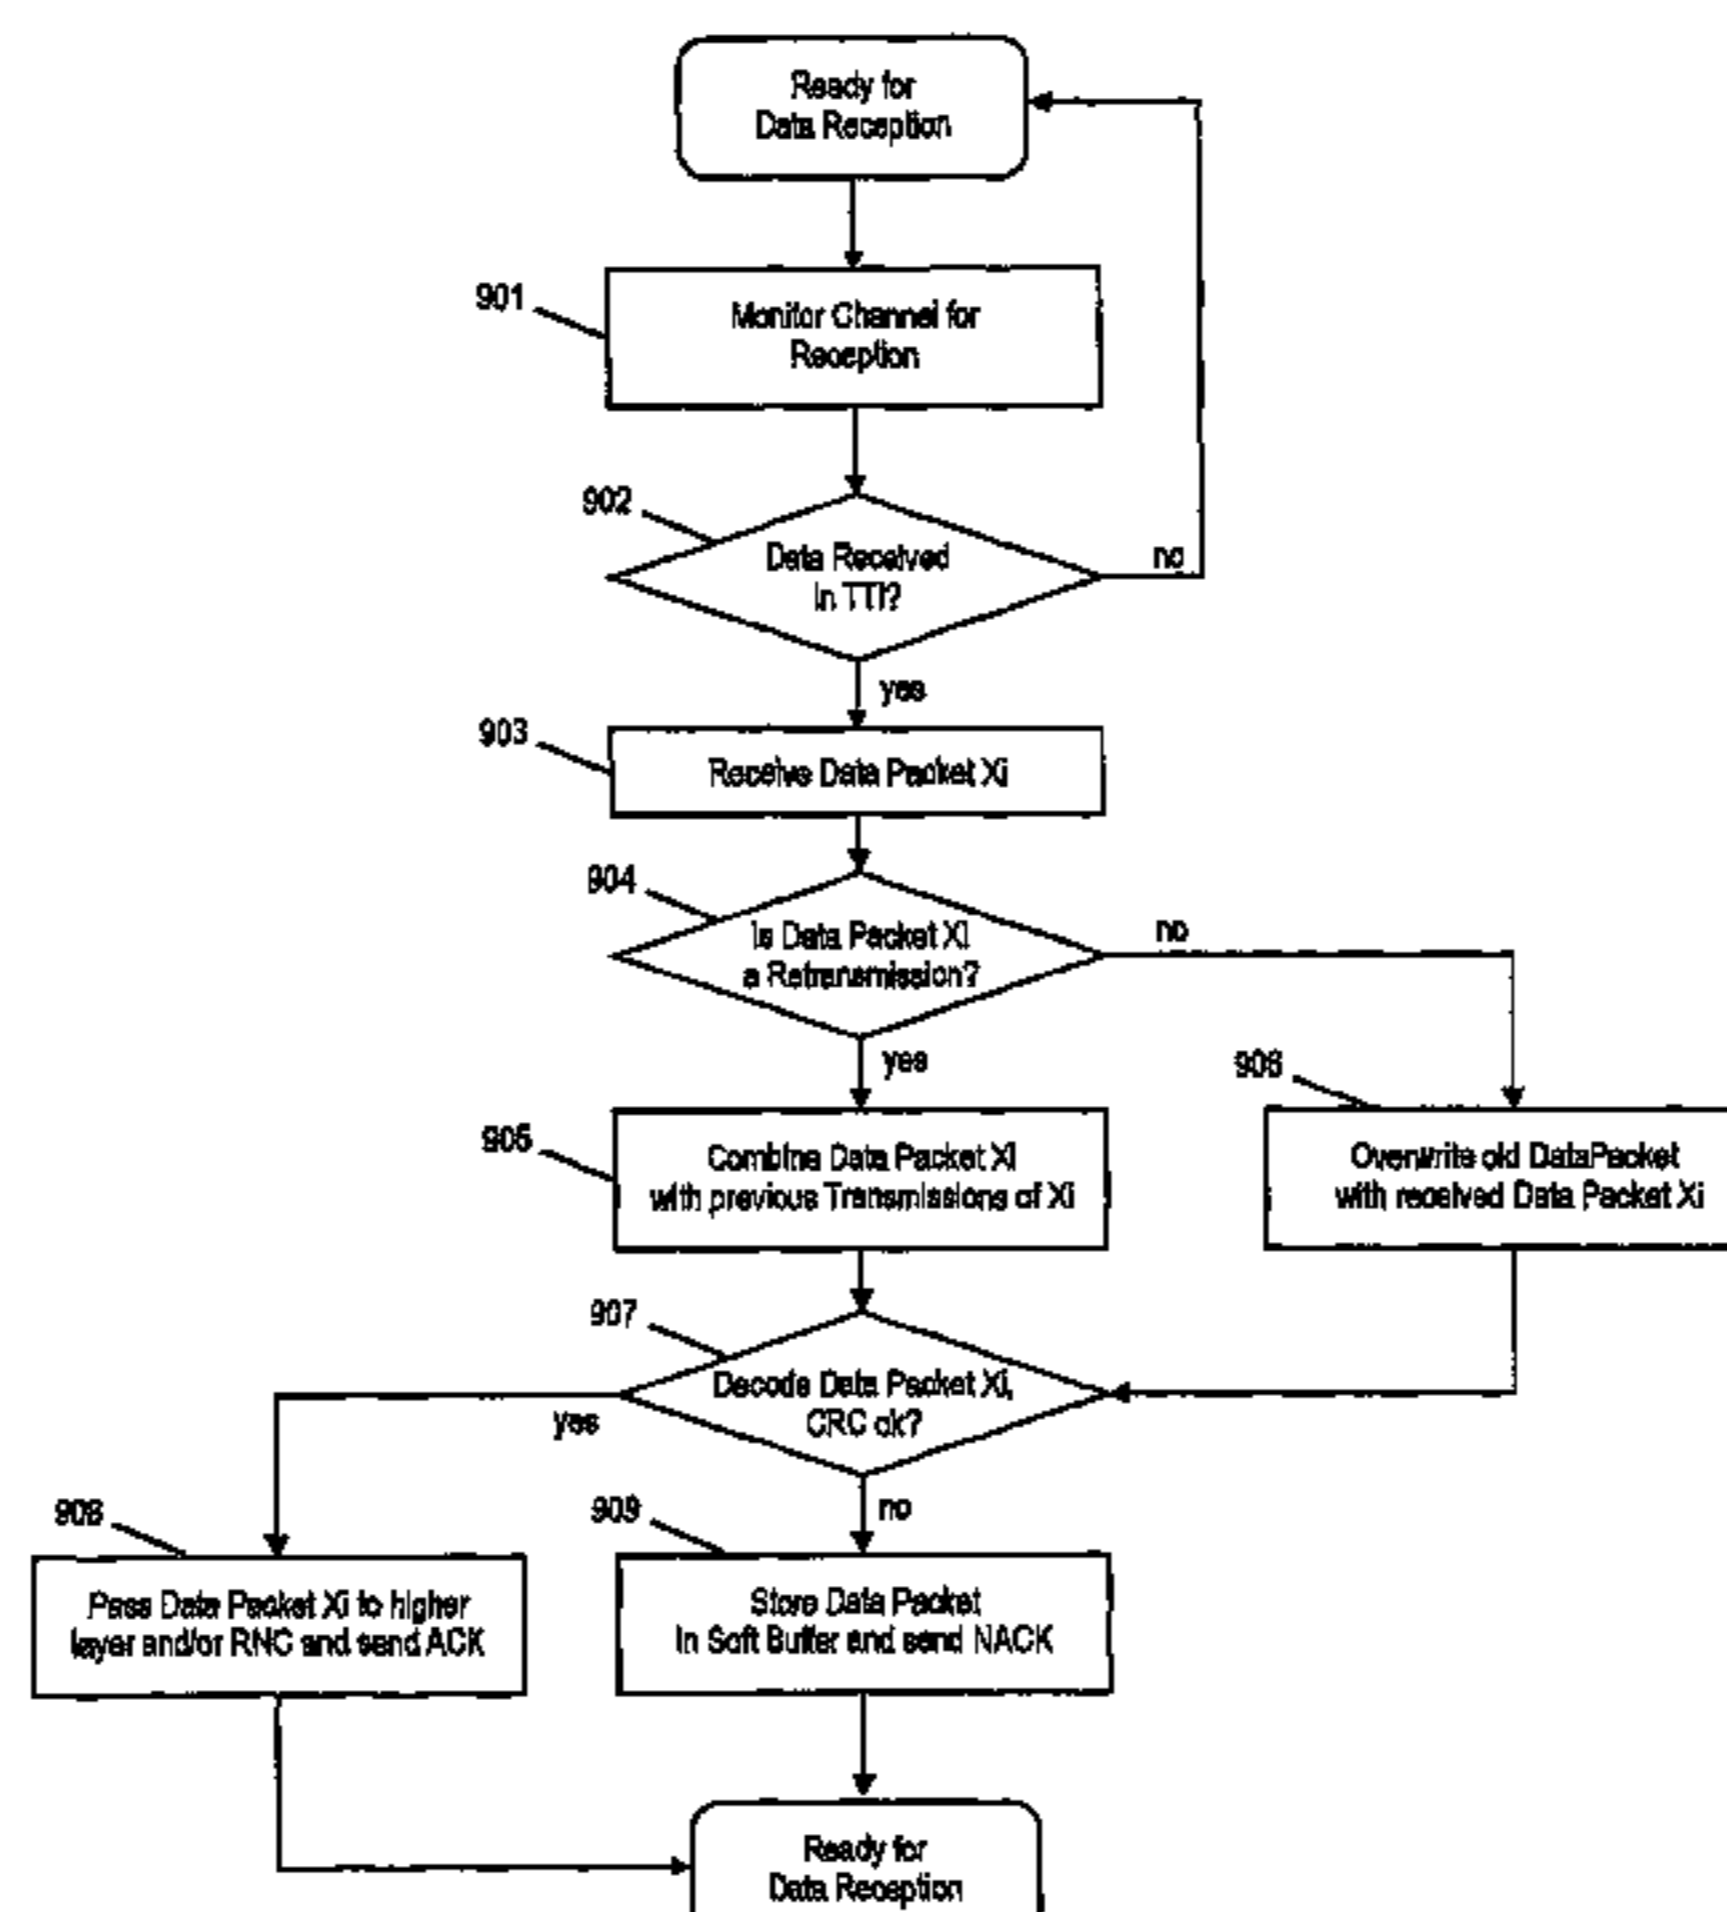 Ready for
Data Reception
901
Monitor Channel for
Reception
902
Data Received
in TTI?
no
yes
903
Receive Data Packet Xi
904
Is Data Packet Xi
a Retransmission?
no
yes
905
Combine Data Packet Xi
with previous Transmissions of Xi
906
Overwrite old DataPacket
with received Data Packet Xi
907
Decode Data Packet Xi,
CRC ok?
yes
no
908
Pass Data Packet Xi to higher
layer and/or RNC and send ACK
909
Store Data Packet
in Soft Buffer and send NACK
Ready for
Data Reception